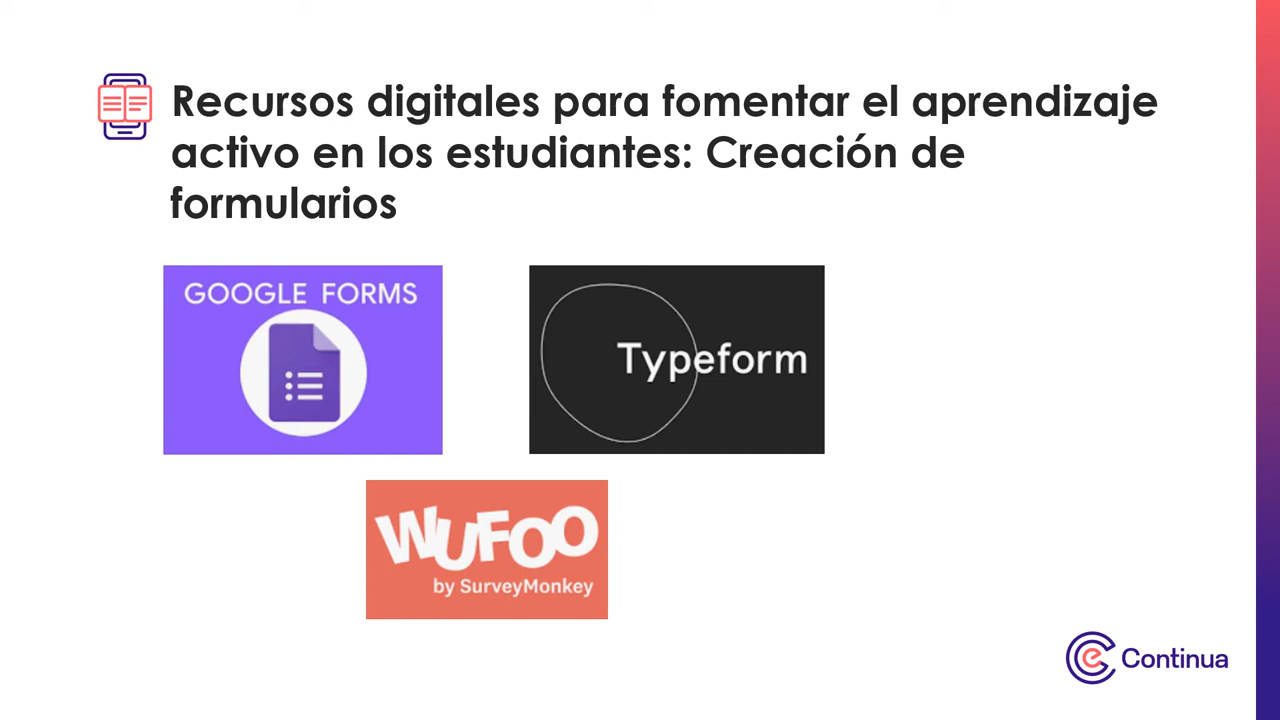 Recursos digitales para fomentar el aprendizaje
activo en los estudiantes: Creación de
formularios
GOOGLE FORMS
Typeform
WUFOO
by SurveyMonkey
e Continua